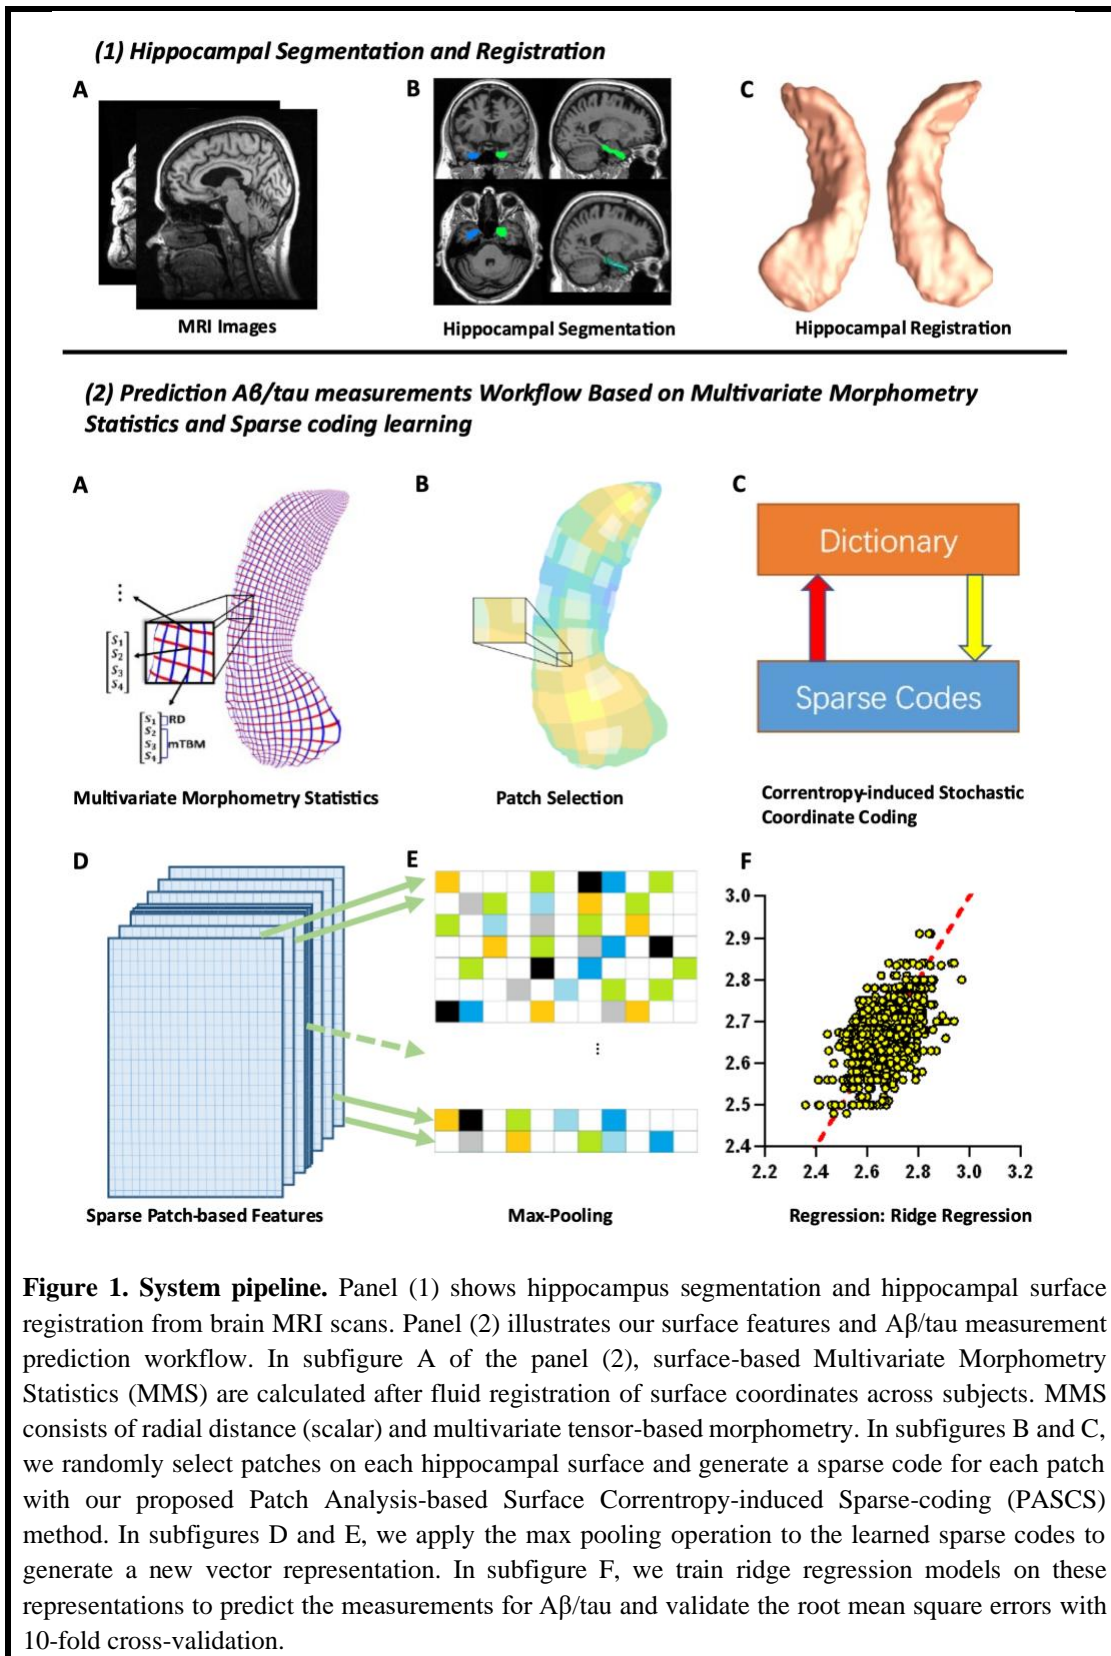 (1) Hippocampal Segmentation and Registration
A
B
C
MRI Images
Hippocampal Segmentation
Hippocampal Registration
(2) Prediction Aβ/tau measurements Workflow Based on Multivariate Morphometry
Statistics and Sparse coding learning
A
B
C
⋮
S1
S2
S3
S4
S1
S2
S3
S4
RD
mTBM
Dictionary
Sparse Codes
Multivariate Morphometry Statistics
Patch Selection
Correntropy-induced Stochastic
Coordinate Coding
D
E
F
⋮
3.0
2.9
2.8
2.7
2.6
2.5
2.4
2.2 2.4 2.6 2.8 3.0 3.2
Sparse Patch-based Features
Max-Pooling
Regression: Ridge Regression
Figure 1. System pipeline. Panel (1) shows hippocampus segmentation and hippocampal surface
registration from brain MRI scans. Panel (2) illustrates our surface features and Aβ/tau measurement
prediction workflow. In subfigure A of the panel (2), surface-based Multivariate Morphometry
Statistics (MMS) are calculated after fluid registration of surface coordinates across subjects. MMS
consists of radial distance (scalar) and multivariate tensor-based morphometry. In subfigures B and C,
we randomly select patches on each hippocampal surface and generate a sparse code for each patch
with our proposed Patch Analysis-based Surface Correntropy-induced Sparse-coding (PASCS)
method. In subfigures D and E, we apply the max pooling operation to the learned sparse codes to
generate a new vector representation. In subfigure F, we train ridge regression models on these
representations to predict the measurements for Aβ/tau and validate the root mean square errors with
10-fold cross-validation.